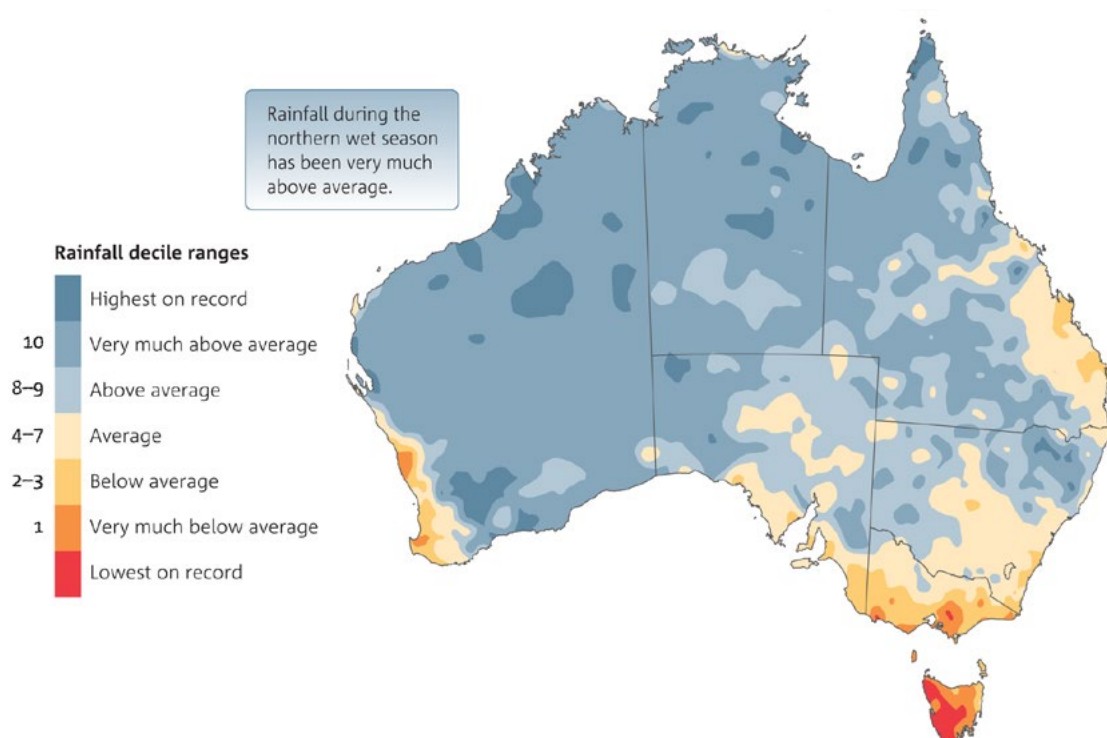 Rainfall during the
northern wet season
has been very much
above average.
Rainfall decile ranges
Highest on record
10 Very much above average
8–9 Above average
4–7 Average
2–3 Below average
1 Very much below average
Lowest on record